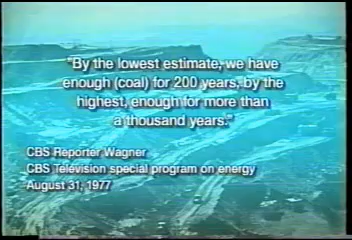 "By the lowest estimate, we have
enough (coal) for 200 years, by the
highest, enough for more than
a thousand years."
CBS Reporter Wagner
CBS Television special program on energy
August 31, 1977